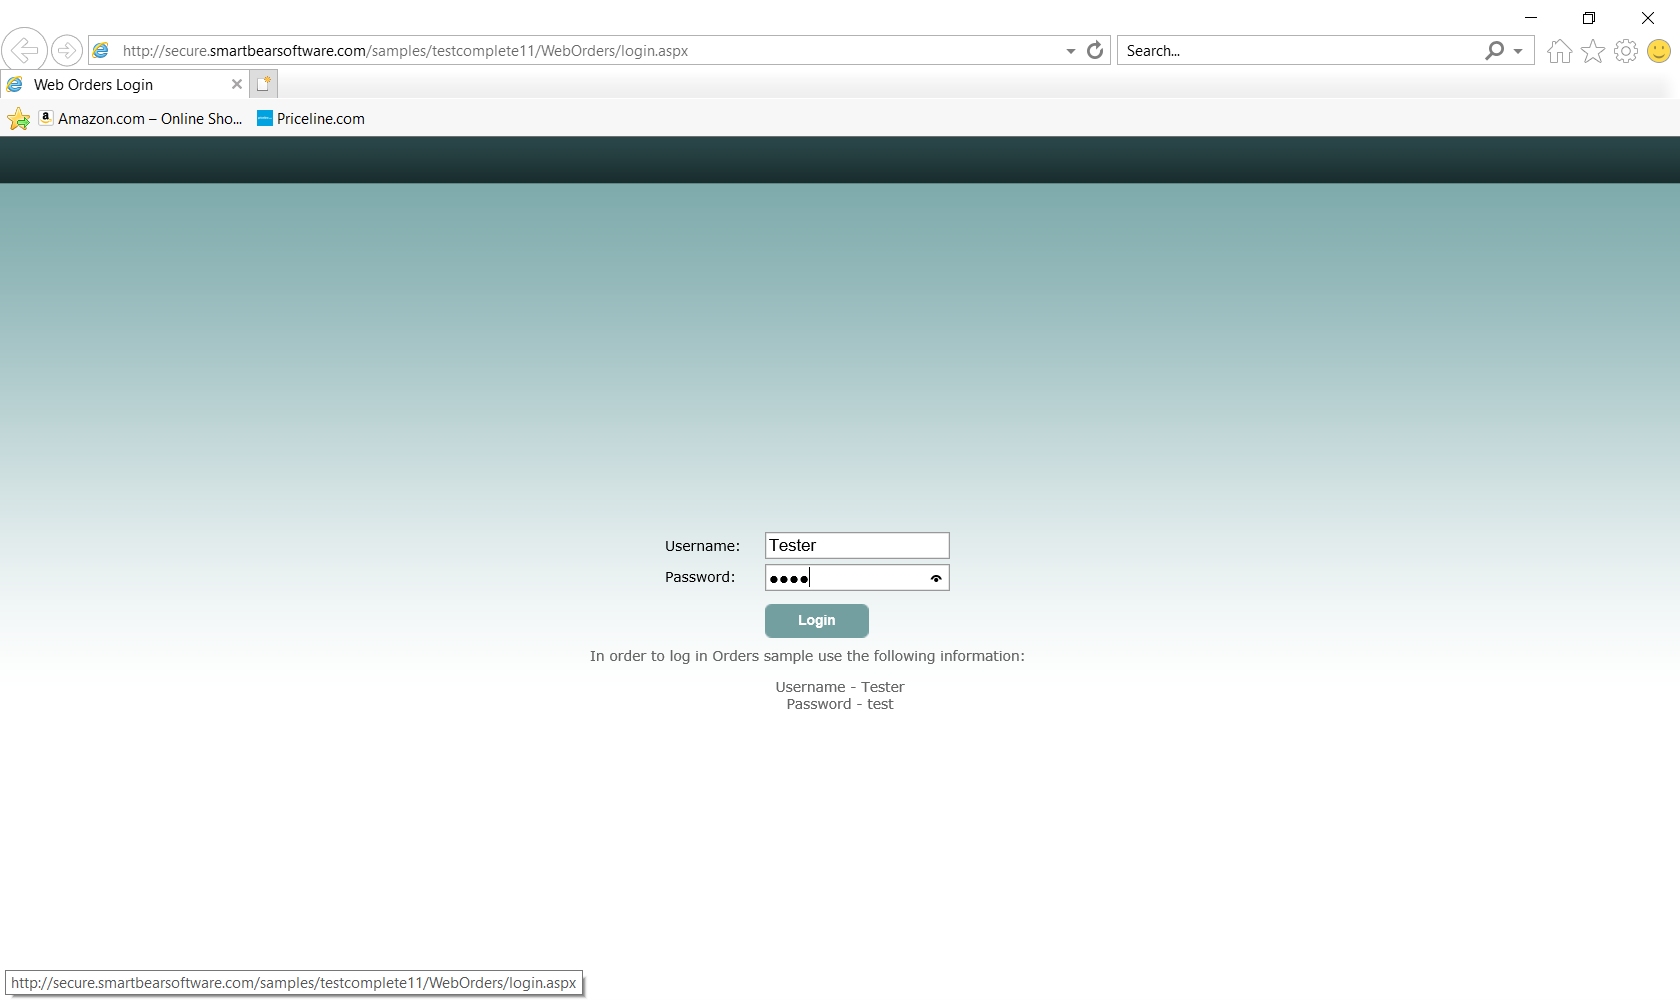 http://secure.smartbearsoftware.com/samples/testcomplete11/WebOrders/login.aspx
Search...
Web Orders Login
Amazon.com – Online Sho...
Priceline.com
Username:
Tester
Password:
Login
In order to log in Orders sample use the following information:
Username - Tester
Password - test
http://secure.smartbearsoftware.com/samples/testcomplete11/WebOrders/login.aspx